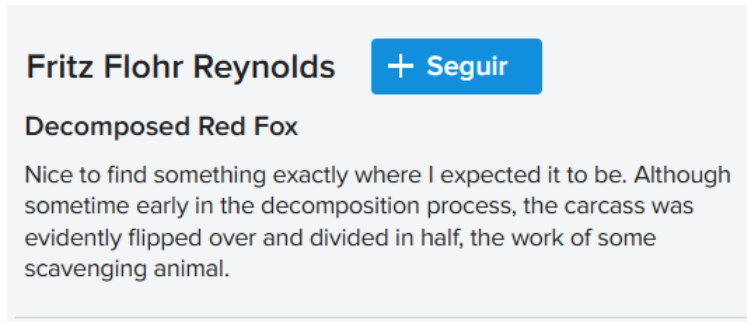 Fritz Flohr Reynolds + Seguir
Decomposed Red Fox
Nice to find something exactly where I expected it to be. Although
sometime early in the decomposition process, the carcass was
evidently flipped over and divided in half, the work of some
scavenging animal.